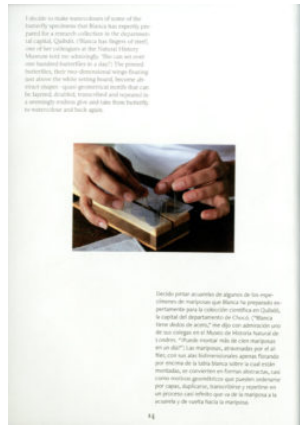 I decide to make watercolours of some of the
butterfly specimens that Blanca has expertly pre-
pared for a research collection in the departmen-
tal capital, Quibdó. ("Blanca has fingers of steel,"
one of her colleagues at the Natural History
Museum told me admiringly. "She can set over
one hundred butterflies in a day!") The pinned
butterflies, their two-dimensional wings floating
just above the white setting board, become ab-
stract shapes - quasi-geometrical motifs that can
be layered, doubled, transcribed and repeated in
a seemingly endless give and take from butterfly
to watercolour and back again.
Decido pintar acuarelas de algunos de los espe-
címenes de mariposas que Blanca ha preparado ex-
pertamente para la colección científica en Quibdó,
la capital del departamento de Chocó. ("Blanca
tiene dedos de acero," me dijo con admiración uno
de sus colegas en el Museo de Historia Natural de
Londres. "¡Puede montar más de cien mariposas
en un día!") Las mariposas, atravesadas por el al-
filer, con sus alas bidimensionales apenas flotando
por encima de la tabla blanca sobre la cual están
montadas, se convierten en formas abstractas, casi
como motivos geométricos que pueden ordenarse
por capas, duplicarse, transcribirse y repetirse en
un proceso casi infinito que va de la mariposa a la
acuarela y de vuelta hacia la mariposa.